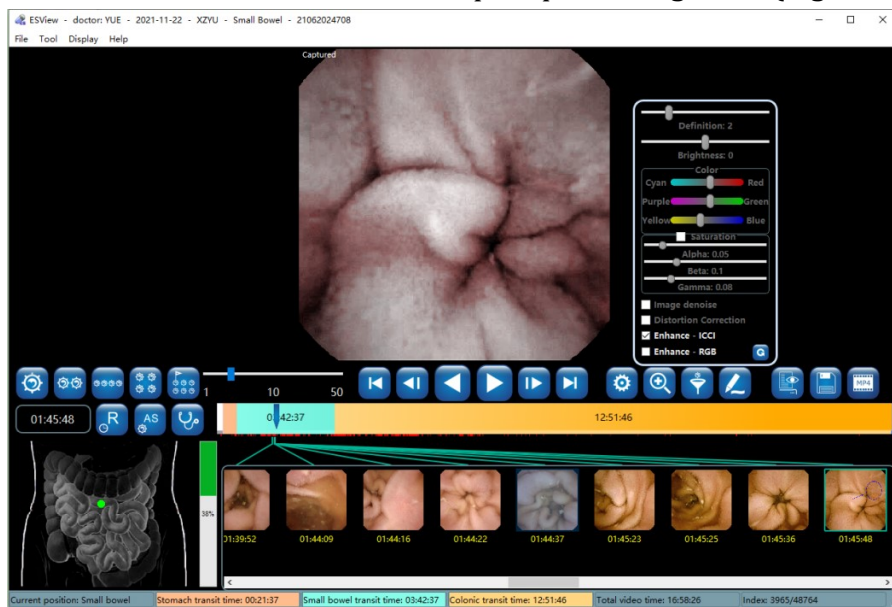 ESView - doctor: YUE - 2021-11-22 - XZYU - Small Bowel - 21062024708
File Tool Display Help
Captured
Definition: 2
Brightness: 0
Color
Cyan Red
Purple Green
Yellow Blue
Saturation
Alpha: 0.05
Beta: 0.1
Gamma: 0.08
Image denoise
Distortion Correction
Enhance - ICCI
Enhance - RGB
1 10 50
MP4
01:45:48 R AS
42:37 12:51:46
38%
01:39:52 01:44:09 01:44:16 01:44:22 01:44:37 01:45:23 01:45:25 01:45:36 01:45:48
Current position: Small bowel Stomach transit time: 00:21:37 Small bowel transit time: 03:42:37 Colonic transit time: 12:51:46 Total video time: 16:58:26 Index: 3965/48764